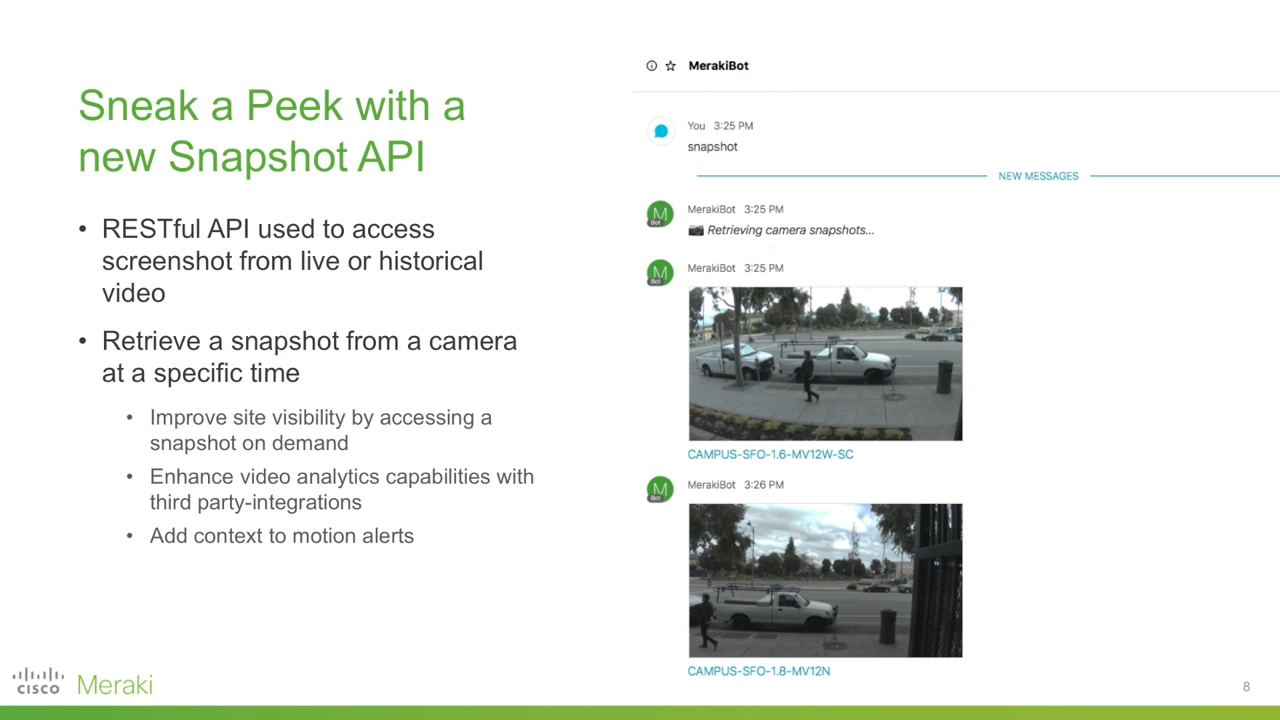 Sneak a Peek with a
new Snapshot API
• RESTful API used to access
screenshot from live or historical
video
• Retrieve a snapshot from a camera
at a specific time
• Improve site visibility by accessing a
snapshot on demand
• Enhance video analytics capabilities with
third party-integrations
• Add context to motion alerts
MerakiBot
You 3:25 PM
snapshot
NEW MESSAGES
M
Bot
MerakiBot 3:25 PM
📷 Retrieving camera snapshots...
M
Bot
MerakiBot 3:25 PM
CAMPUS-SFO-1.6-MV12W-SC
M
Bot
MerakiBot 3:26 PM
CAMPUS-SFO-1.8-MV12N
CISCO Meraki
8